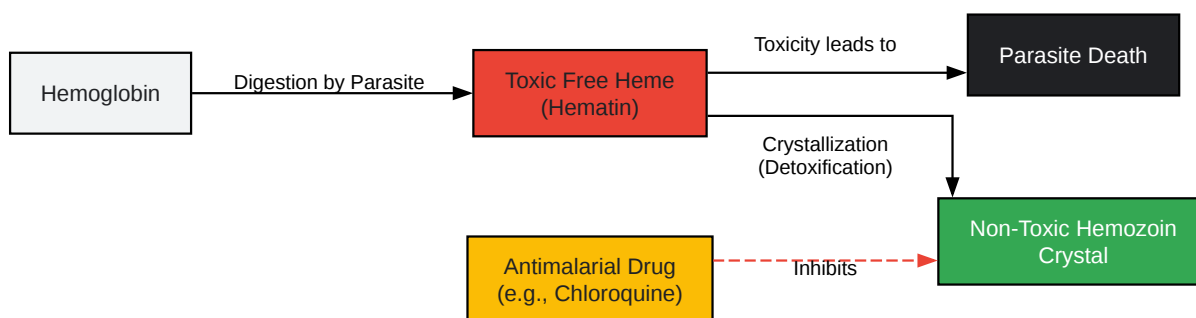 Hemoglobin
Digestion by Parasite
Toxic Free Heme
(Hematin)
Toxicity leads to
Parasite Death
Crystallization
(Detoxification)
Non-Toxic Hemozoin
Crystal
Antimalarial Drug
(e.g., Chloroquine)
Inhibits